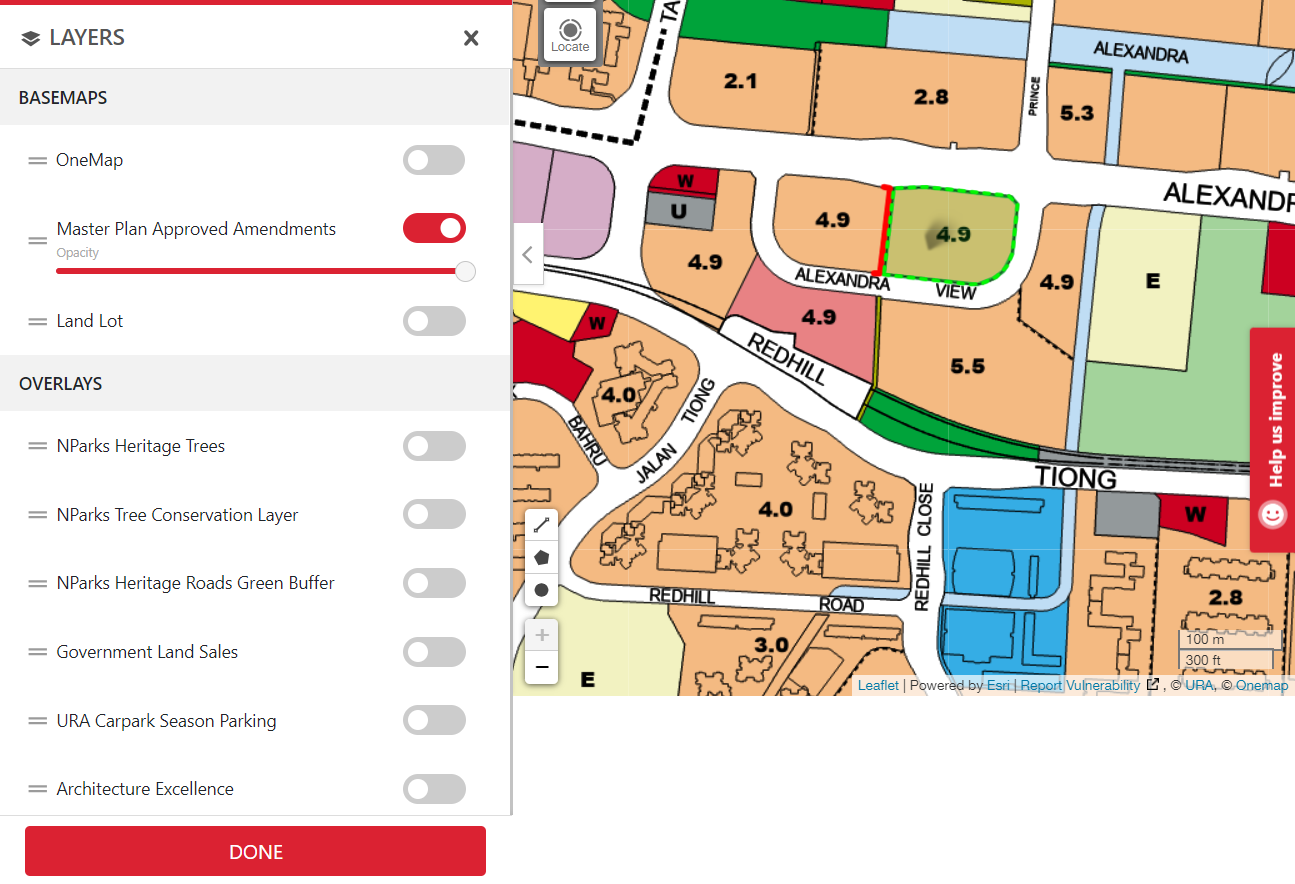 LAYERS
BASEMAPS
OneMap
Master Plan Approved Amendments
Opacity
Land Lot
OVERLAYS
NParks Heritage Trees
NParks Tree Conservation Layer
NParks Heritage Roads Green Buffer
Government Land Sales
URA Carpark Season Parking
Architecture Excellence
DONE
Locate
TA
ALEXANDRA
2.1
2.8
PRINCE
5.3
W
U
4.9
4.9
4.9
ALEXANDR
4.9
ALEXANDRA VIEW
4.9
E
4.9
W
REDHILL
5.5
4.0
TIONG
BAHRU
JALAN
TIONG
4.0
REDHILL CLOSE
W
REDHILL ROAD
2.8
3.0
E
100 m
300 ft
Help us improve
Leaflet | Powered by Esri | Report Vulnerability , © URA, © Onemap